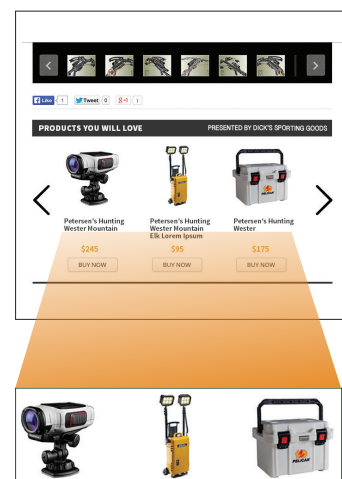 Like 1 Tweet 0 g+1 1
PRODUCTS YOU WILL LOVE PRESENTED BY DICK'S SPORTING GOODS
Petersen's Hunting Petersen's Hunting Petersen's Hunting
Wester Mountain Wester Mountain Wester
Elk Lorem Ipsum
$245 $95 $175
BUY NOW BUY NOW BUY NOW
PELICAN
PELICAN